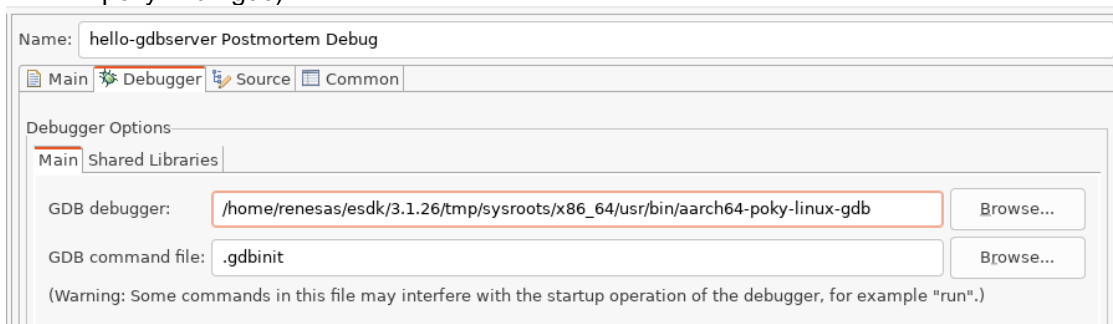 Name: hello-gdbserver Postmortem Debug
Main Debugger Source Common
Debugger Options
Main Shared Libraries
GDB debugger: /home/renesas/esdk/3.1.26/tmp/sysroots/x86_64/usr/bin/aarch64-poky-linux-gdb Browse...
GDB command file: .gdbinit Browse...
(Warning: Some commands in this file may interfere with the startup operation of the debugger, for example "run".)